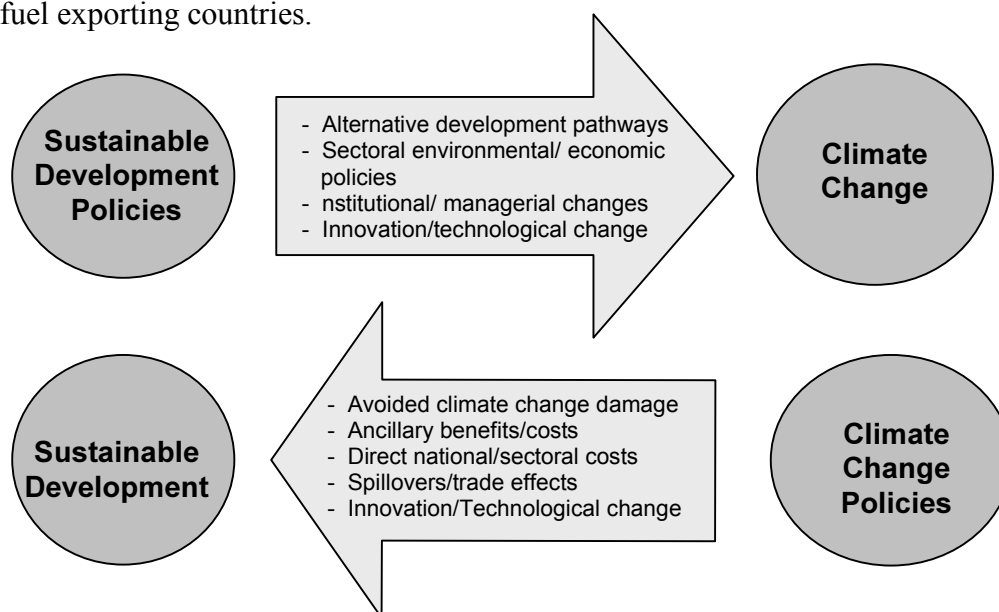 fuel exporting countries.
Sustainable
Development
Policies
- Alternative development pathways
- Sectoral environmental/ economic
policies
- nstitutional/ managerial changes
- Innovation/technological change
Climate
Change
Sustainable
Development
- Avoided climate change damage
- Ancillary benefits/costs
- Direct national/sectoral costs
- Spillovers/trade effects
- Innovation/Technological change
Climate
Change
Policies